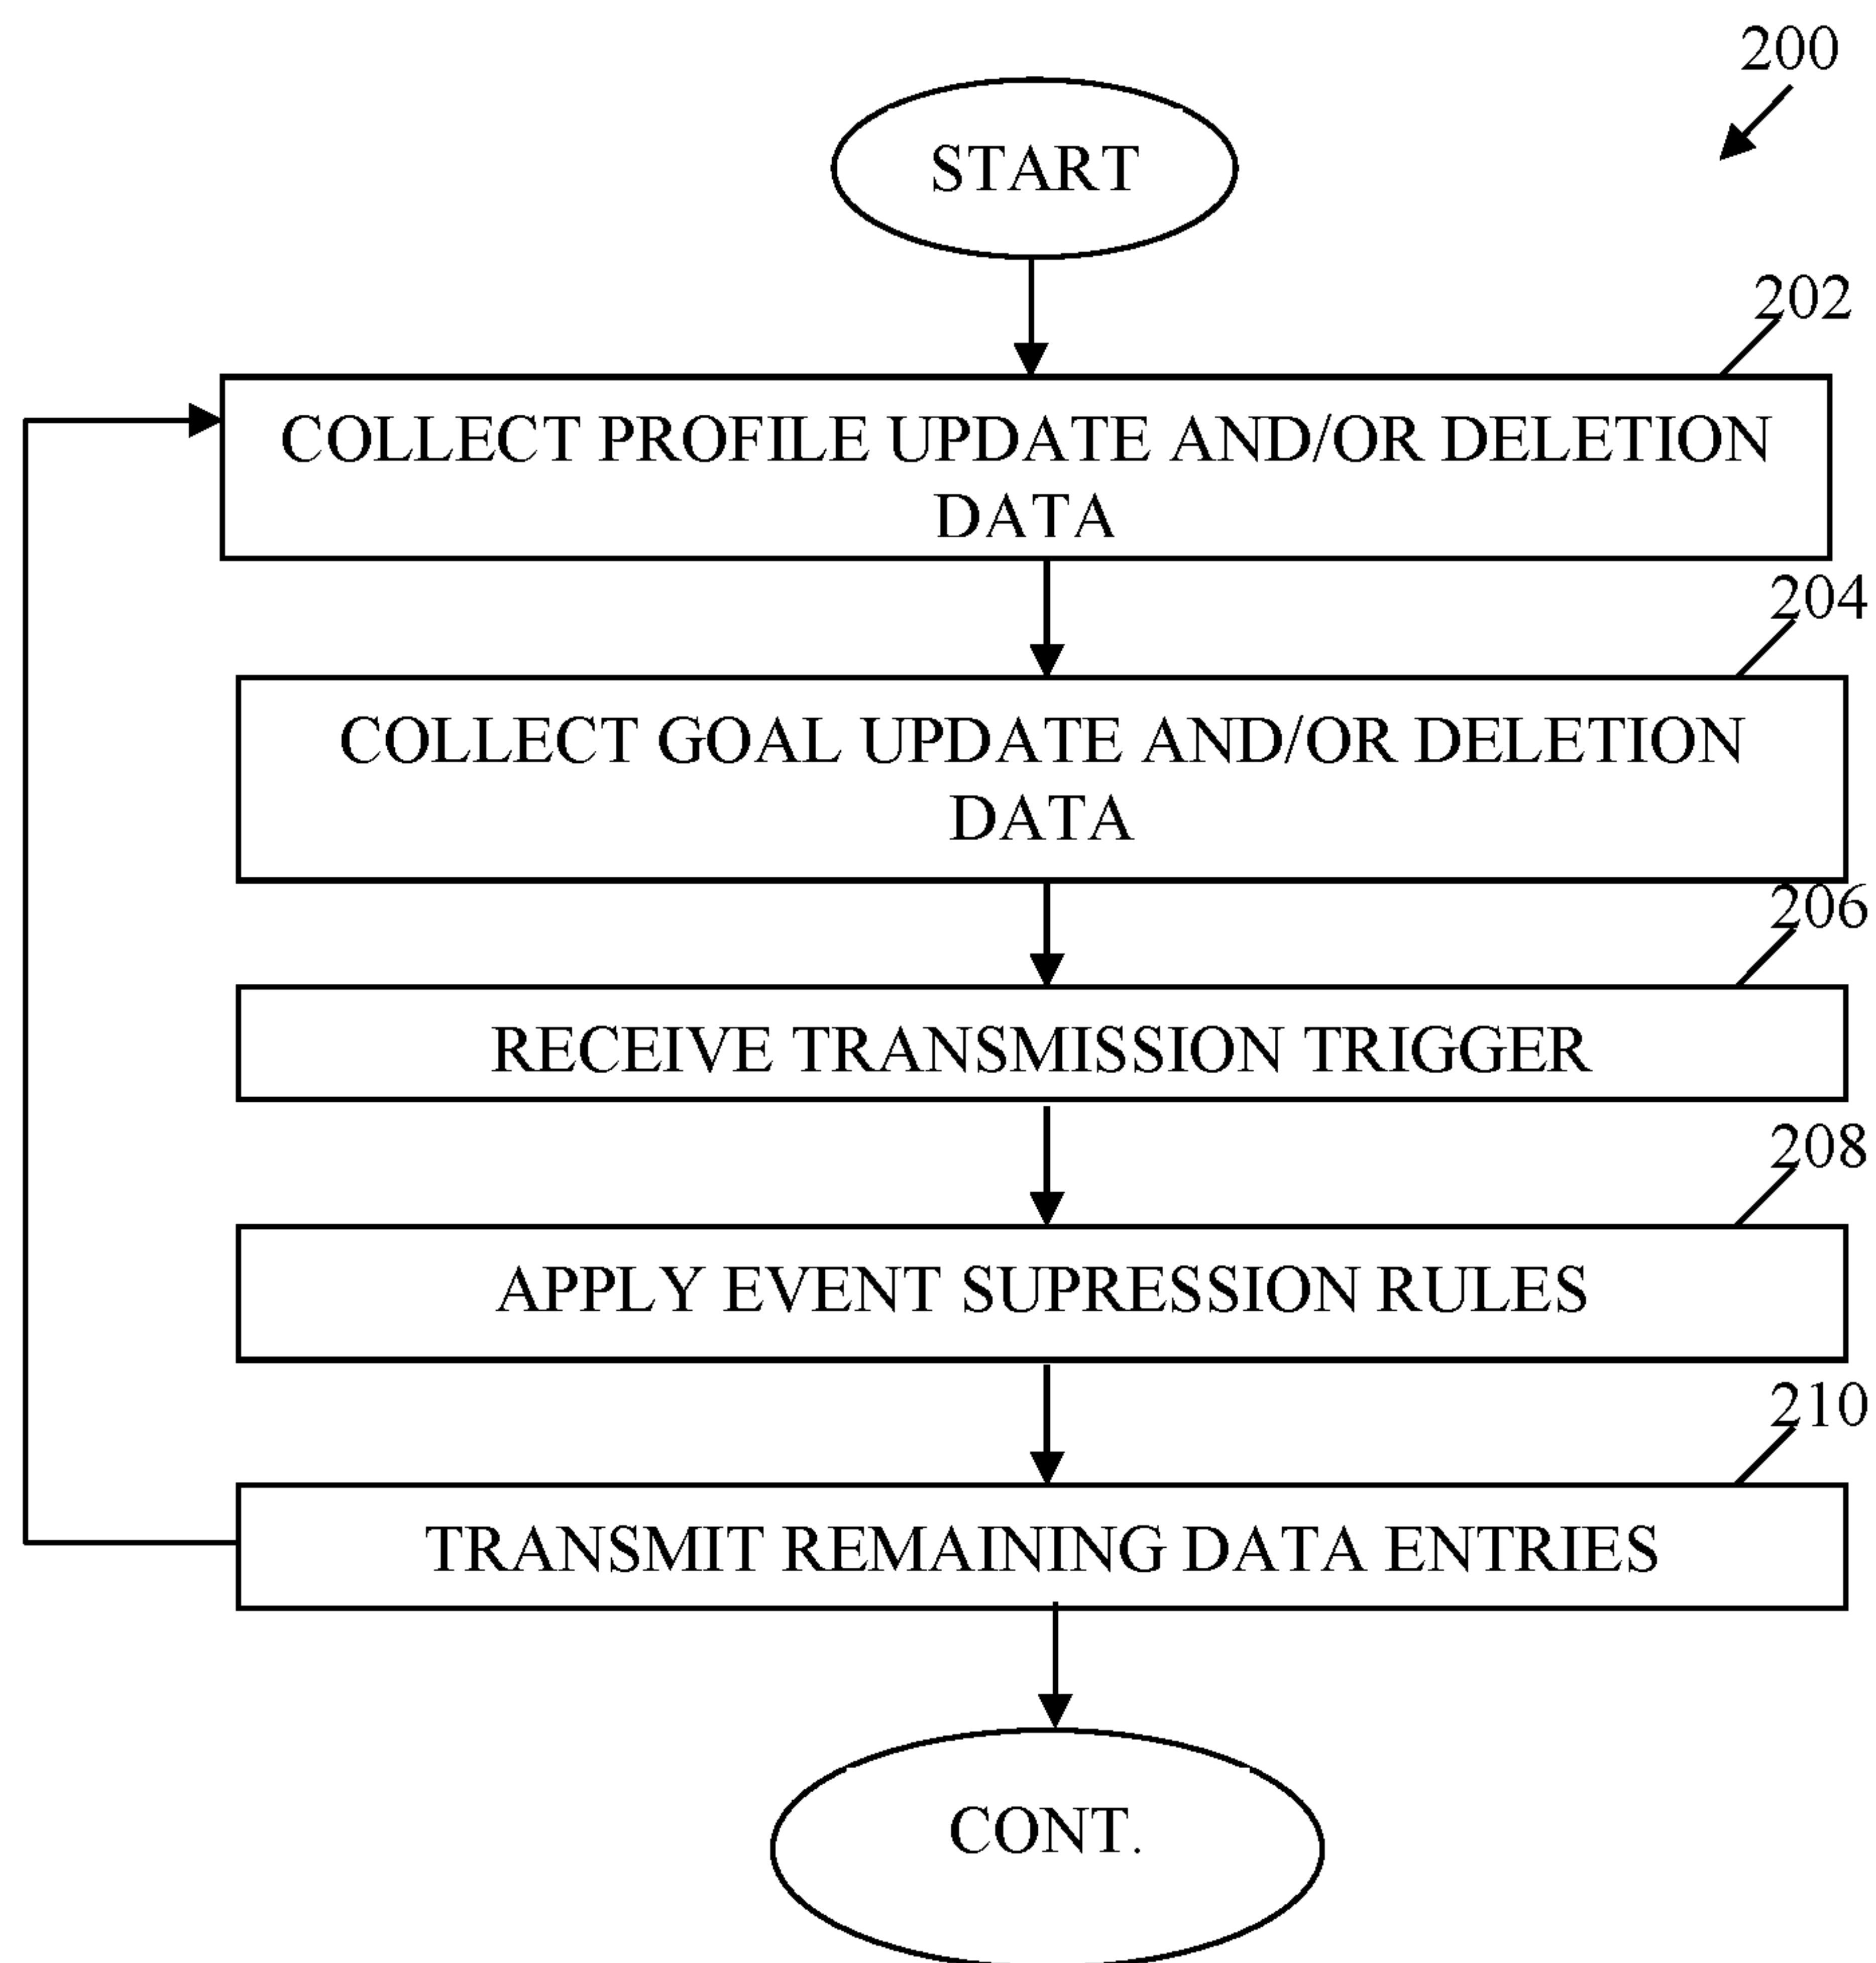 200
START
202
COLLECT PROFILE UPDATE AND/OR DELETION
DATA
204
COLLECT GOAL UPDATE AND/OR DELETION
DATA
206
RECEIVE TRANSMISSION TRIGGER
208
APPLY EVENT SUPRESSION RULES
210
TRANSMIT REMAINING DATA ENTRIES
CONT.